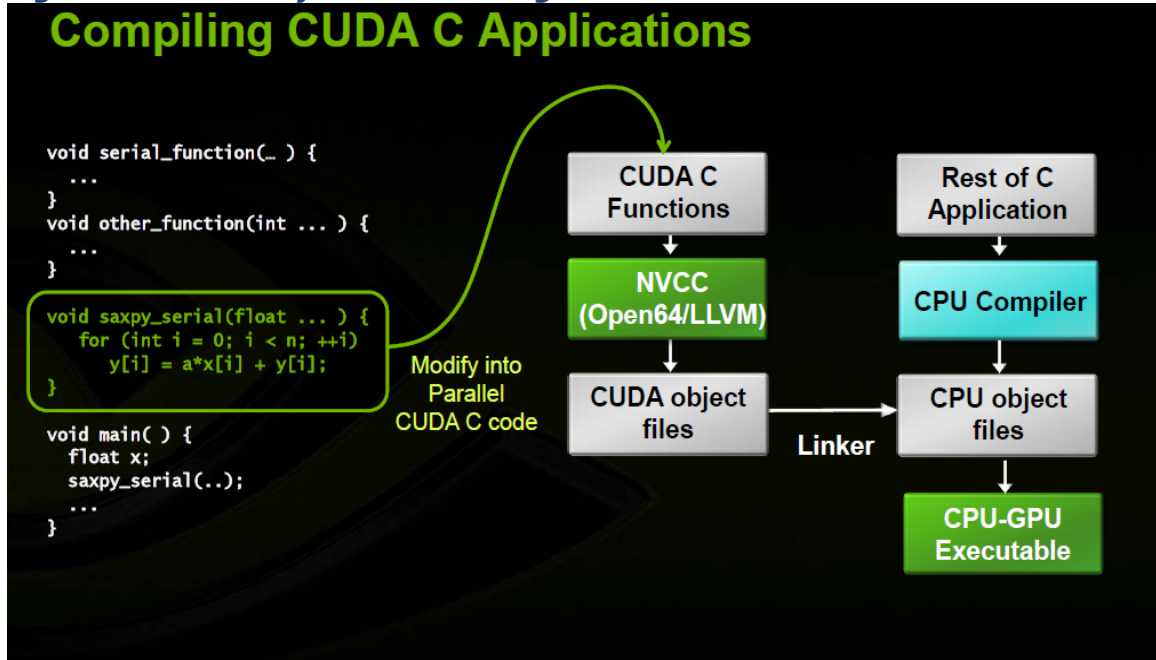 Compiling CUDA C Applications
void serial_function(… ) {
...
}
void other_function(int ... ) {
...
}
void saxpy_serial(float ... ) {
for (int i = 0; i < n; ++i)
y[i] = a*x[i] + y[i];
}
void main( ) {
float x;
saxpy_serial(..);
...
}
Modify into
Parallel
CUDA C code
CUDA C
Functions
NVCC
(Open64/LLVM)
CUDA object
files
Linker
Rest of C
Application
CPU Compiler
CPU object
files
CPU-GPU
Executable